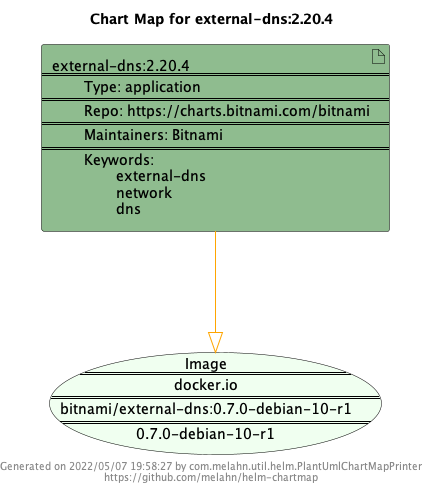 Chart Map for external-dns:2.20.4
external-dns:2.20.4
Type: application
Repo: https://charts.bitnami.com/bitnami
Maintainers: Bitnami
Keywords:
external-dns
network
dns
Image
docker.io
bitnami/external-dns:0.7.0-debian-10-r1
0.7.0-debian-10-r1
Generated on 2022/05/07 19:58:27 by com.melahn.util.helm.PlantUmlChartMapPrinter
https://github.com/melahn/helm-chartmap